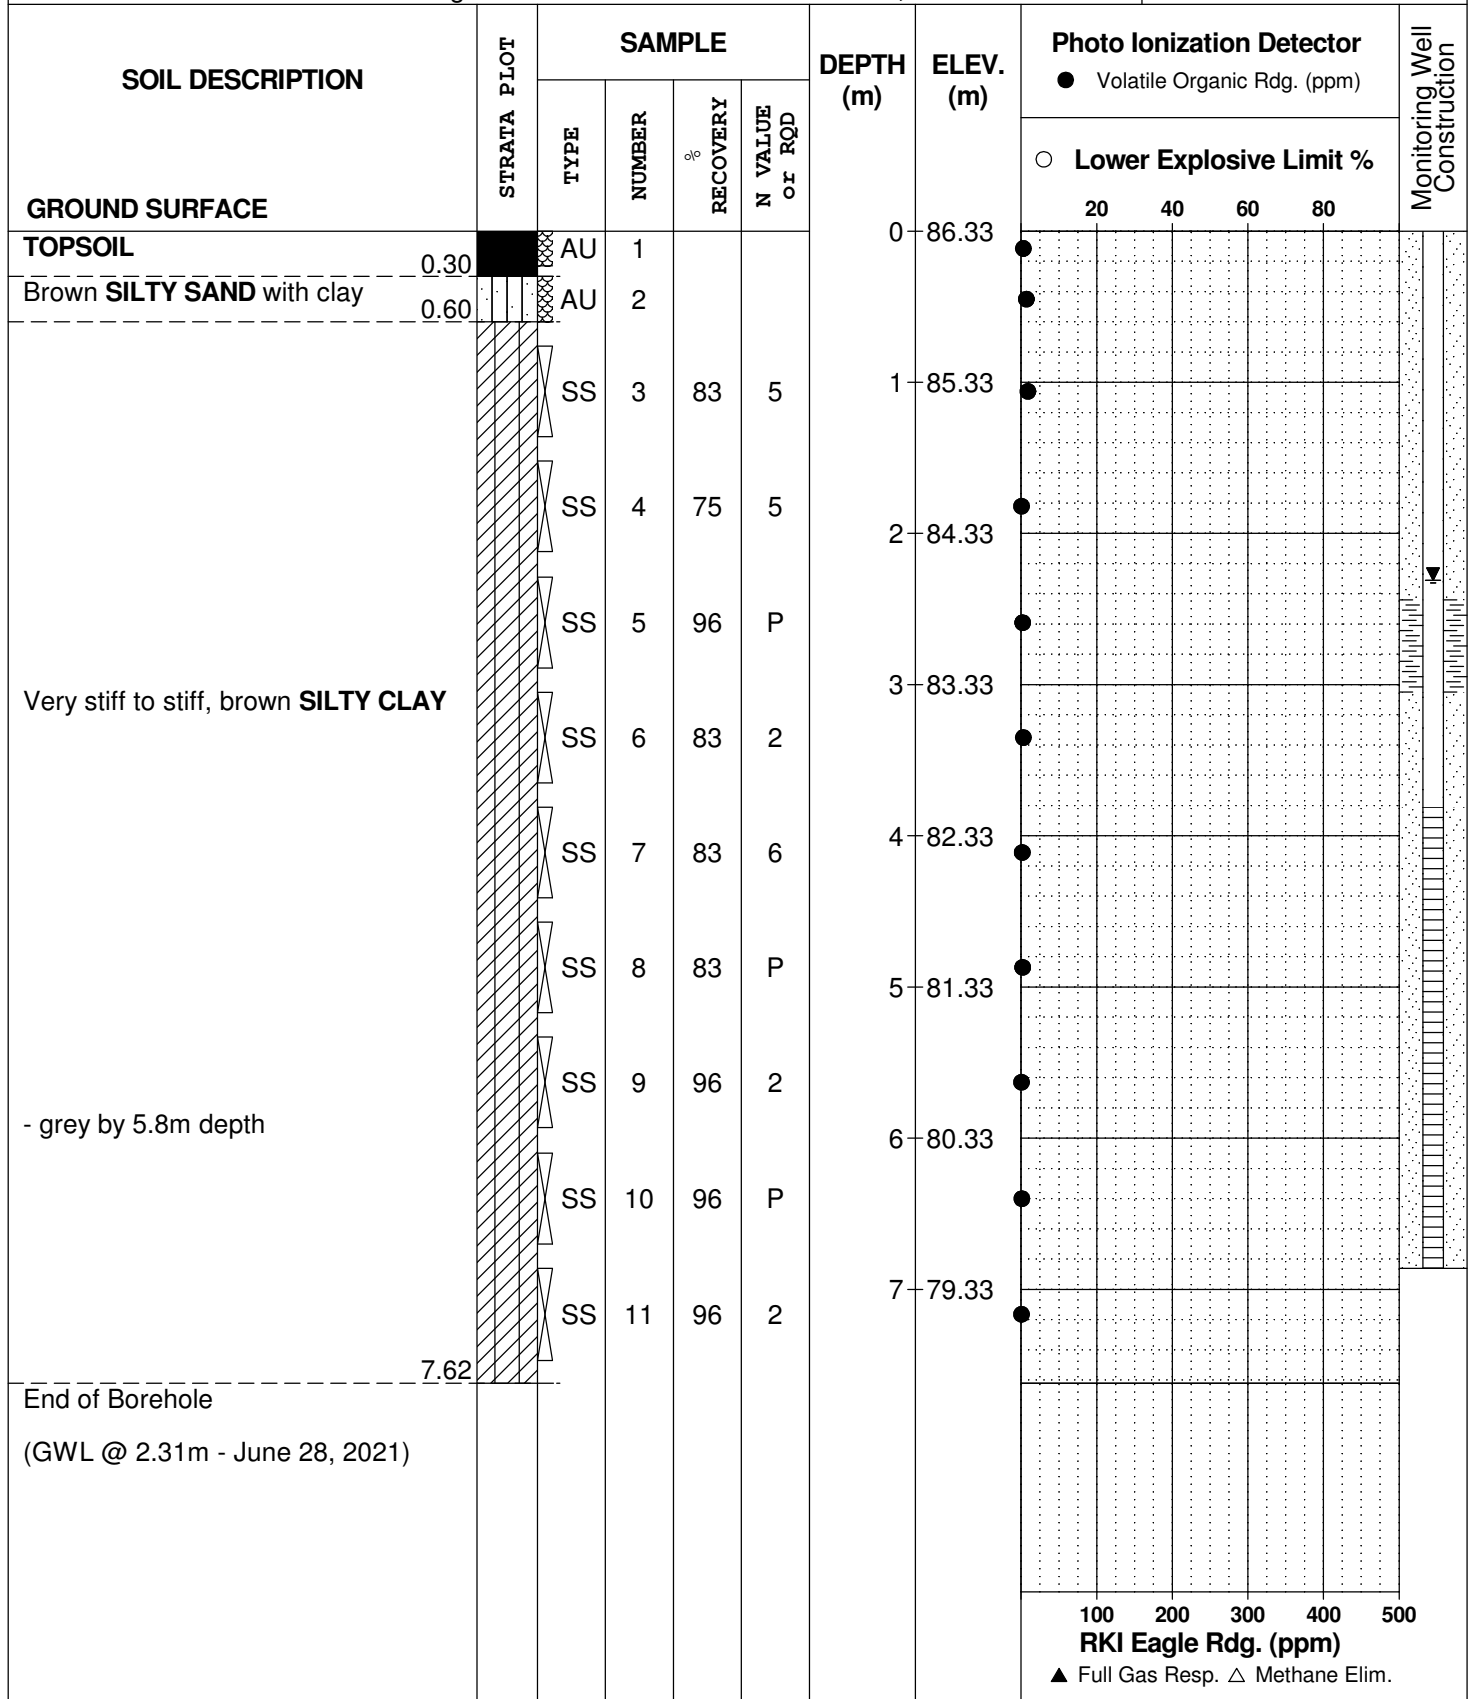 SOIL DESCRIPTION
GROUND SURFACE
STRATA PLOT
SAMPLE
TYPE
NUMBER
%
RECOVERY
N VALUE
or RQD
DEPTH
(m)
ELEV.
(m)
Photo Ionization Detector
● Volatile Organic Rdg. (ppm)
○ Lower Explosive Limit %
20 40 60 80
Monitoring Well
Construction
0 86.33
TOPSOIL
0.30
AU 1
Brown SILTY SAND with clay
0.60
AU 2
1 85.33
SS 3 83 5
SS 4 75 5
2 84.33
SS 5 96 P
3 83.33
Very stiff to stiff, brown SILTY CLAY
SS 6 83 2
4 82.33
SS 7 83 6
SS 8 83 P
5 81.33
SS 9 96 2
- grey by 5.8m depth
6 80.33
SS 10 96 P
7 79.33
SS 11 96 2
7.62
End of Borehole
(GWL @ 2.31m - June 28, 2021)
100 200 300 400 500
RKI Eagle Rdg. (ppm)
▲ Full Gas Resp. △ Methane Elim.